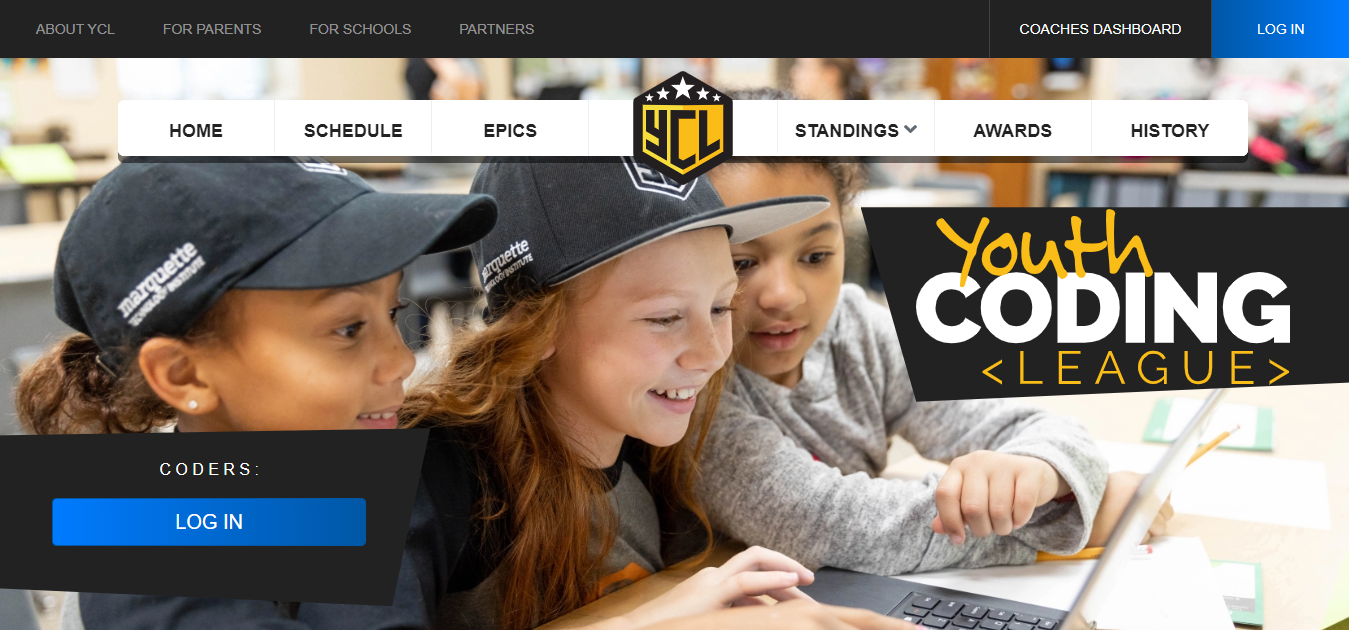 ABOUT YCL FOR PARENTS FOR SCHOOLS PARTNERS COACHES DASHBOARD LOG IN
HOME SCHEDULE EPICS YCL STANDINGS AWARDS HISTORY
marquette
TECHNOLOGY INSTITUTE
marquette
TECHNOLOGY INSTITUTE
Youth
CODING
<LEAGUE>
CODERS:
LOG IN